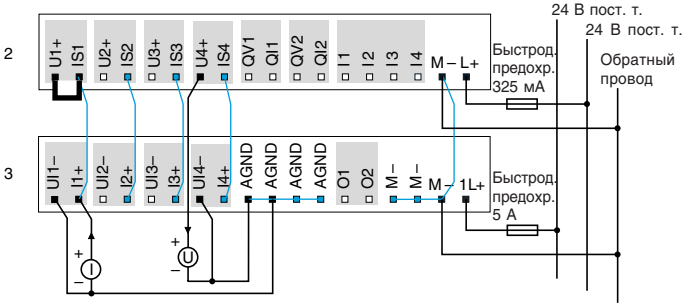 24 В пост. т.
24 В пост. т.
Обратный
провод
2
U1+ IS1 U2+ IS2 U3+ IS3 U4+ IS4 QV1 QI1 QV2 QI2 I1 I2 I3 I4 M – L+
Быстрод.
предохр.
325 мА
3
UI1– I1+ UI2– I2+ UI3– I3+ UI4– I4+ AGND AGND AGND AGND O1 O2 M – M – M – 1L+
Быстрод.
предохр.
5 А
+ I –
+ U –